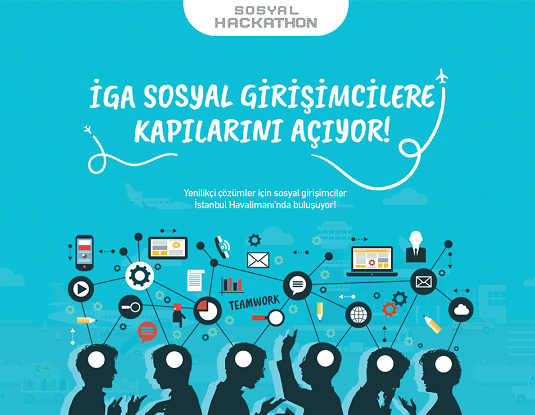 SOSYAL
HACKATHON
İGA SOSYAL GİRİŞİMCİLERE
KAPILARINI AÇIYOR!
Yenilikçi çözümler için sosyal girişimciler
İstanbul Havalimanı'nda buluşuyor!
TEAMWORK